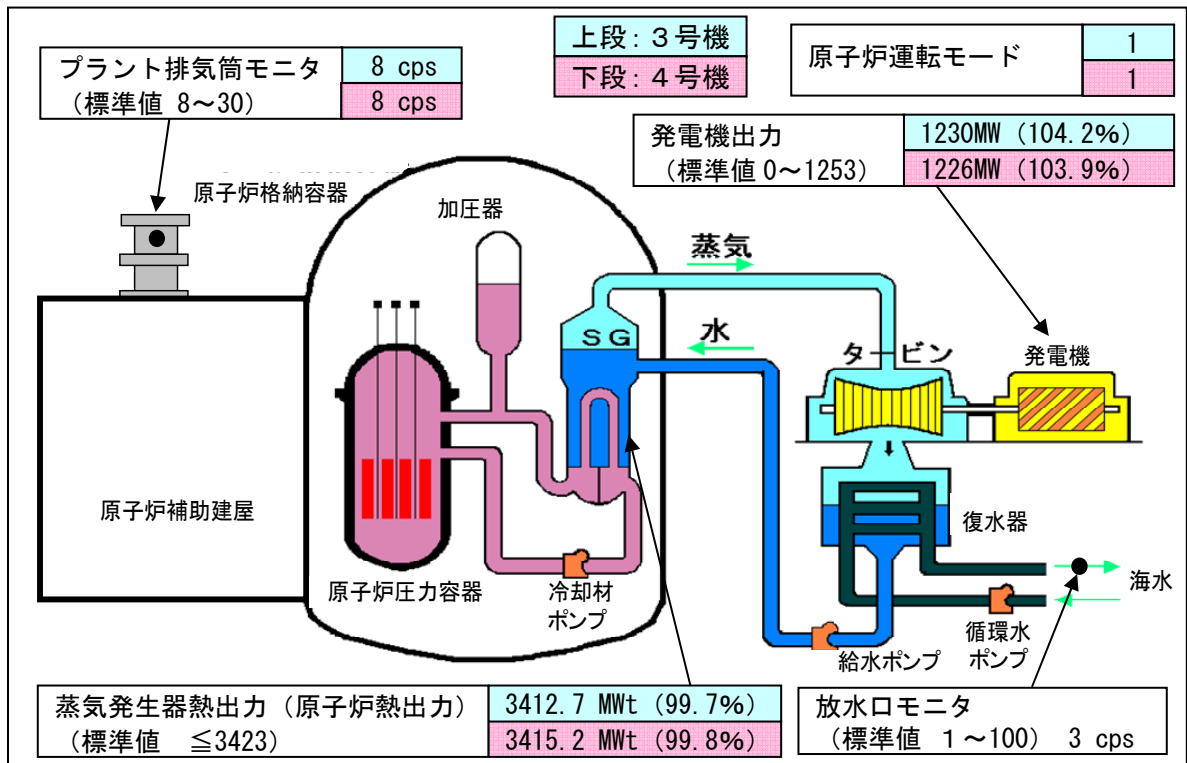 プラント排気筒モニタ
(標準値 8～30)
8 cps
8 cps
上段：３号機
下段：４号機
原子炉運転モード
1
1
発電機出力
(標準値 0～1253)
1230MW (104.2%)
1226MW (103.9%)
原子炉格納容器
加圧器
蒸気
ＳＧ
水
タービン
発電機
原子炉補助建屋
復水器
原子炉圧力容器
冷却材
ポンプ
海水
循環水
ポンプ
給水ポンプ
蒸気発生器熱出力（原子炉熱出力）
(標準値　≦3423)
3412.7 MWt (99.7%)
3415.2 MWt (99.8%)
放水口モニタ
(標準値　１～100)　3 cps